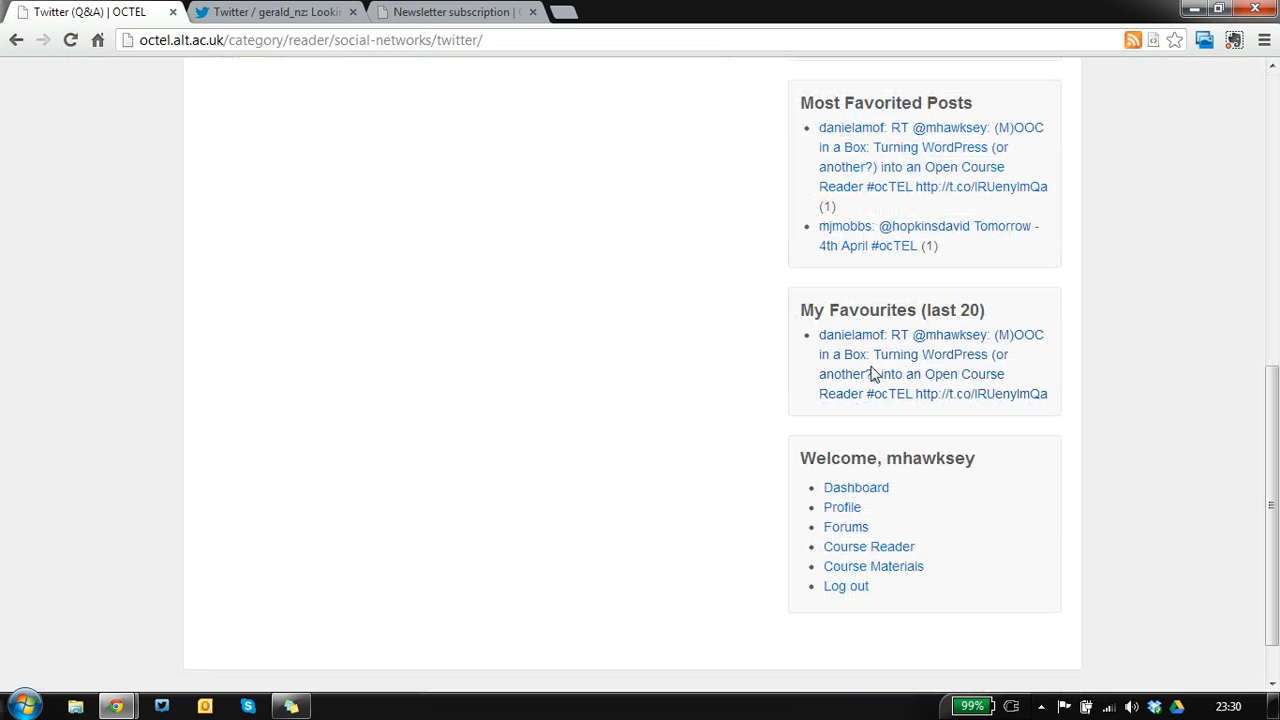 Twitter (Q&A) | OCTEL
Twitter / gerald_nz: Lookin
Newsletter subscription | O
octel.alt.ac.uk/category/reader/social-networks/twitter/
Most Favorited Posts
danielamof: RT @mhawksey: (M)OOC
in a Box: Turning WordPress (or
another?) into an Open Course
Reader #ocTEL http://t.co/lRUenylmQa
(1)
mjmobbs: @hopkinsdavid Tomorrow -
4th April #ocTEL (1)
My Favourites (last 20)
danielamof: RT @mhawksey: (M)OOC
in a Box: Turning WordPress (or
another?) into an Open Course
Reader #ocTEL http://t.co/lRUenylmQa
Welcome, mhawksey
Dashboard
Profile
Forums
Course Reader
Course Materials
Log out
99%
23:30